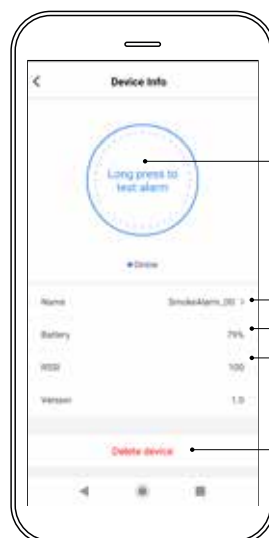 Device Info
Long press to
test alarm
Online
Name SmokeAlarm_00 >
Battery 79%
RSSI 100
Version 1.0
Delete device